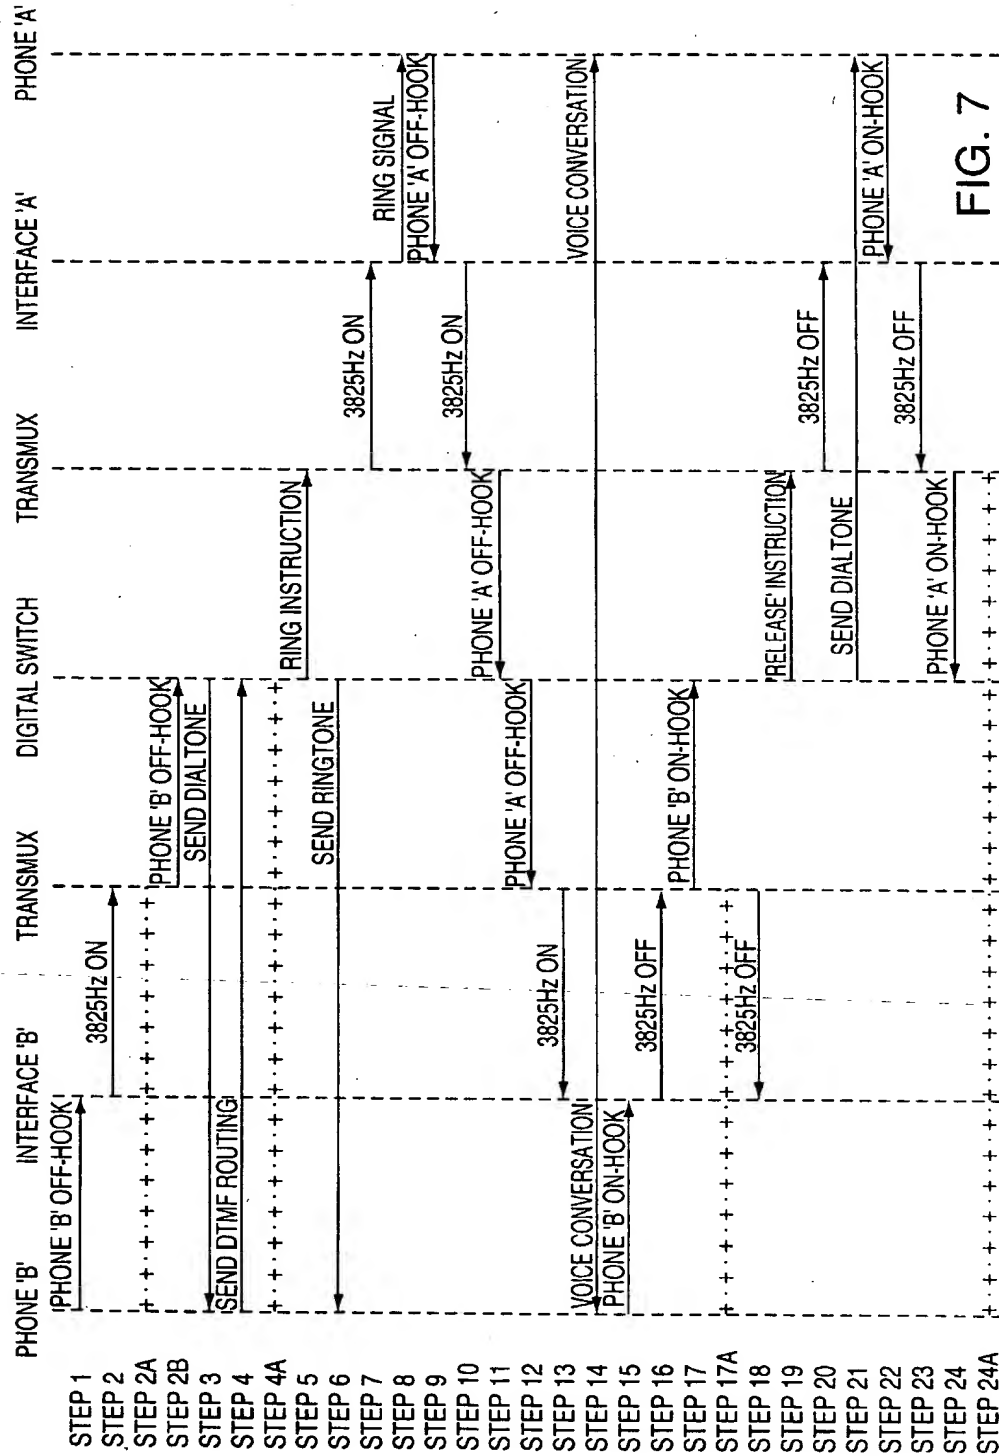 PHONE 'B' INTERFACE 'B' TRANSMUX DIGITAL SWITCH TRANSMUX INTERFACE 'A' PHONE 'A'
STEP 1 PHONE 'B' OFF-HOOK
STEP 2 3825Hz ON
STEP 2A
STEP 2B PHONE 'B' OFF-HOOK
STEP 3 SEND DIALTONE
STEP 4 SEND DTMF ROUTING
STEP 4A
STEP 5 RING INSTRUCTION
STEP 6 SEND RINGTONE
STEP 7 3825Hz ON
STEP 8 RING SIGNAL
STEP 9 PHONE 'A' OFF-HOOK
STEP 10 3825Hz ON
STEP 11 PHONE 'A' OFF-HOOK
STEP 12 PHONE 'A' OFF-HOOK
STEP 13 3825Hz ON
STEP 14 VOICE CONVERSATION VOICE CONVERSATION
STEP 15 PHONE 'B' ON-HOOK
STEP 16 3825Hz OFF
STEP 17 PHONE 'B' ON-HOOK
STEP 17A
STEP 18 3825Hz OFF
STEP 19 'RELEASE' INSTRUCTION
STEP 20 3825Hz OFF
STEP 21 SEND DIALTONE
STEP 22 PHONE 'A' ON-HOOK
STEP 23 3825Hz OFF
STEP 24 PHONE 'A' ON-HOOK
STEP 24A
FIG. 7